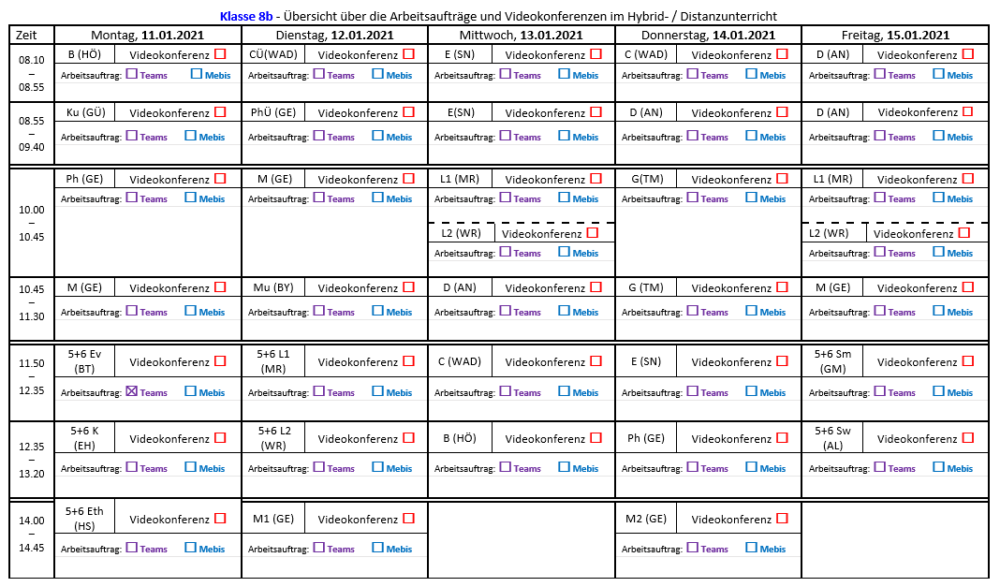 Klasse 8b - Übersicht über die Arbeitsaufträge und Videokonferenzen im Hybrid- / Distanzunterricht
Zeit Montag, 11.01.2021 Dienstag, 12.01.2021 Mittwoch, 13.01.2021 Donnerstag, 14.01.2021 Freitag, 15.01.2021
08.10 – 08.55
B (HÖ) Videokonferenz ☐ CÜ(WAD) Videokonferenz ☐ E (SN) Videokonferenz ☐ C (WAD) Videokonferenz ☐ D (AN) Videokonferenz ☐
Arbeitsauftrag: ☐ Teams ☐ Mebis Arbeitsauftrag: ☐ Teams ☐ Mebis Arbeitsauftrag: ☐ Teams ☐ Mebis Arbeitsauftrag: ☐ Teams ☐ Mebis Arbeitsauftrag: ☐ Teams ☐ Mebis
08.55 – 09.40
Ku (GÜ) Videokonferenz ☐ PhÜ (GE) Videokonferenz ☐ E(SN) Videokonferenz ☐ D (AN) Videokonferenz ☐ D (AN) Videokonferenz ☐
Arbeitsauftrag: ☐ Teams ☐ Mebis Arbeitsauftrag: ☐ Teams ☐ Mebis Arbeitsauftrag: ☐ Teams ☐ Mebis Arbeitsauftrag: ☐ Teams ☐ Mebis Arbeitsauftrag: ☐ Teams ☐ Mebis
10.00 – 10.45
Ph (GE) Videokonferenz ☐ M (GE) Videokonferenz ☐ L1 (MR) Videokonferenz ☐ G(TM) Videokonferenz ☐ L1 (MR) Videokonferenz ☐
Arbeitsauftrag: ☐ Teams ☐ Mebis Arbeitsauftrag: ☐ Teams ☐ Mebis Arbeitsauftrag: ☐ Teams ☐ Mebis Arbeitsauftrag: ☐ Teams ☐ Mebis Arbeitsauftrag: ☐ Teams ☐ Mebis
L2 (WR) Videokonferenz ☐ L2 (WR) Videokonferenz ☐
Arbeitsauftrag: ☐ Teams ☐ Mebis Arbeitsauftrag: ☐ Teams ☐ Mebis
10.45 – 11.30
M (GE) Videokonferenz ☐ Mu (BY) Videokonferenz ☐ D (AN) Videokonferenz ☐ G (TM) Videokonferenz ☐ M (GE) Videokonferenz ☐
Arbeitsauftrag: ☐ Teams ☐ Mebis Arbeitsauftrag: ☐ Teams ☐ Mebis Arbeitsauftrag: ☐ Teams ☐ Mebis Arbeitsauftrag: ☐ Teams ☐ Mebis Arbeitsauftrag: ☐ Teams ☐ Mebis
11.50 – 12.35
5+6 Ev (BT) Videokonferenz ☐ 5+6 L1 (MR) Videokonferenz ☐ C (WAD) Videokonferenz ☐ E (SN) Videokonferenz ☐ 5+6 Sm (GM) Videokonferenz ☐
Arbeitsauftrag: ☒ Teams ☐ Mebis Arbeitsauftrag: ☐ Teams ☐ Mebis Arbeitsauftrag: ☐ Teams ☐ Mebis Arbeitsauftrag: ☐ Teams ☐ Mebis Arbeitsauftrag: ☐ Teams ☐ Mebis
12.35 – 13.20
5+6 K (EH) Videokonferenz ☐ 5+6 L2 (WR) Videokonferenz ☐ B (HÖ) Videokonferenz ☐ Ph (GE) Videokonferenz ☐ 5+6 Sw (AL) Videokonferenz ☐
Arbeitsauftrag: ☐ Teams ☐ Mebis Arbeitsauftrag: ☐ Teams ☐ Mebis Arbeitsauftrag: ☐ Teams ☐ Mebis Arbeitsauftrag: ☐ Teams ☐ Mebis Arbeitsauftrag: ☐ Teams ☐ Mebis
14.00 – 14.45
5+6 Eth (HS) Videokonferenz ☐ M1 (GE) Videokonferenz ☐ M2 (GE) Videokonferenz ☐
Arbeitsauftrag: ☐ Teams ☐ Mebis Arbeitsauftrag: ☐ Teams ☐ Mebis Arbeitsauftrag: ☐ Teams ☐ Mebis